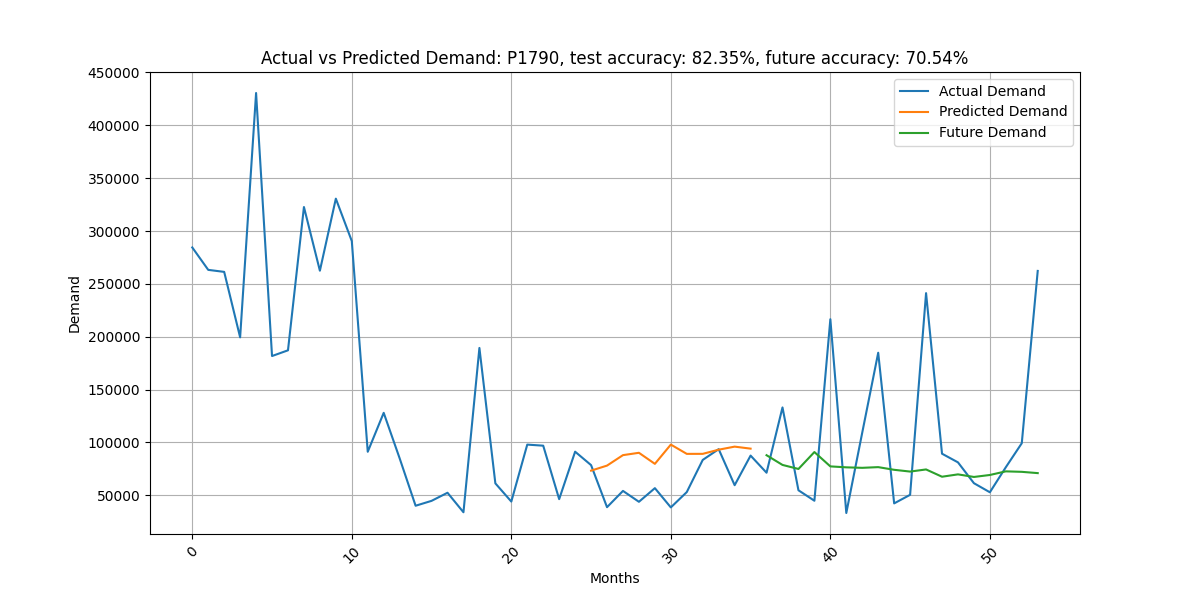 Actual vs Predicted Demand: P1790, test accuracy: 82.35%, future accuracy: 70.54%
Actual Demand
Predicted Demand
Future Demand
450000
400000
350000
300000
250000
200000
150000
100000
50000
Demand
0
10
20
30
40
50
Months